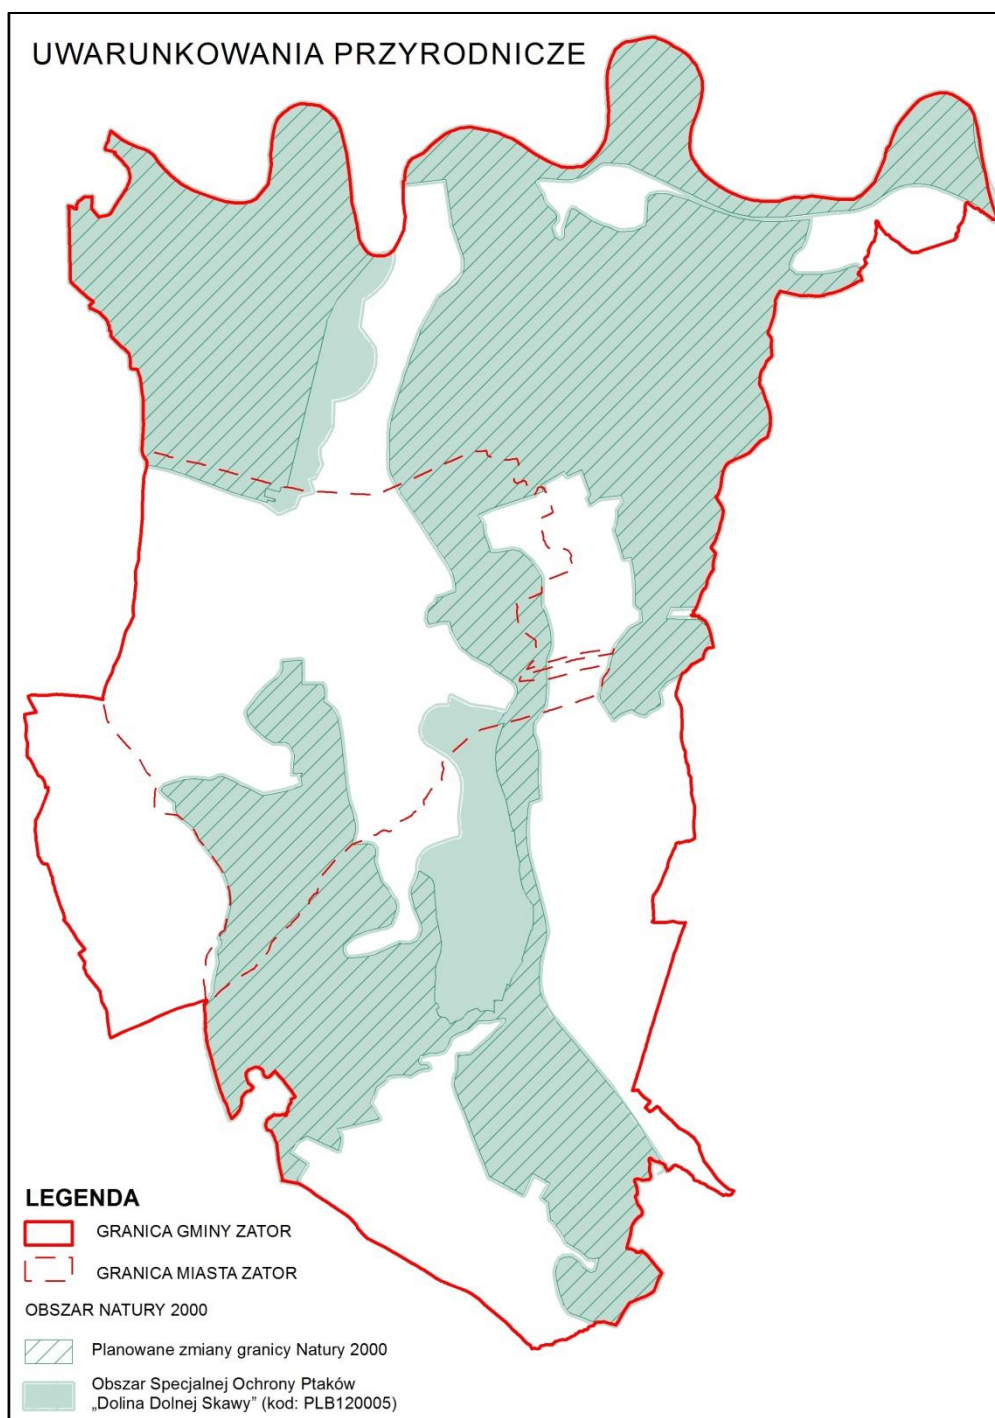 UWARUNKOWANIA PRZYRODNICZE
LEGENDA
GRANICA GMINY ZATOR
GRANICA MIASTA ZATOR
OBSZAR NATURY 2000
Planowane zmiany granicy Natury 2000
Obszar Specjalnej Ochrony Ptaków
„Dolina Dolnej Skawy” (kod: PLB120005)